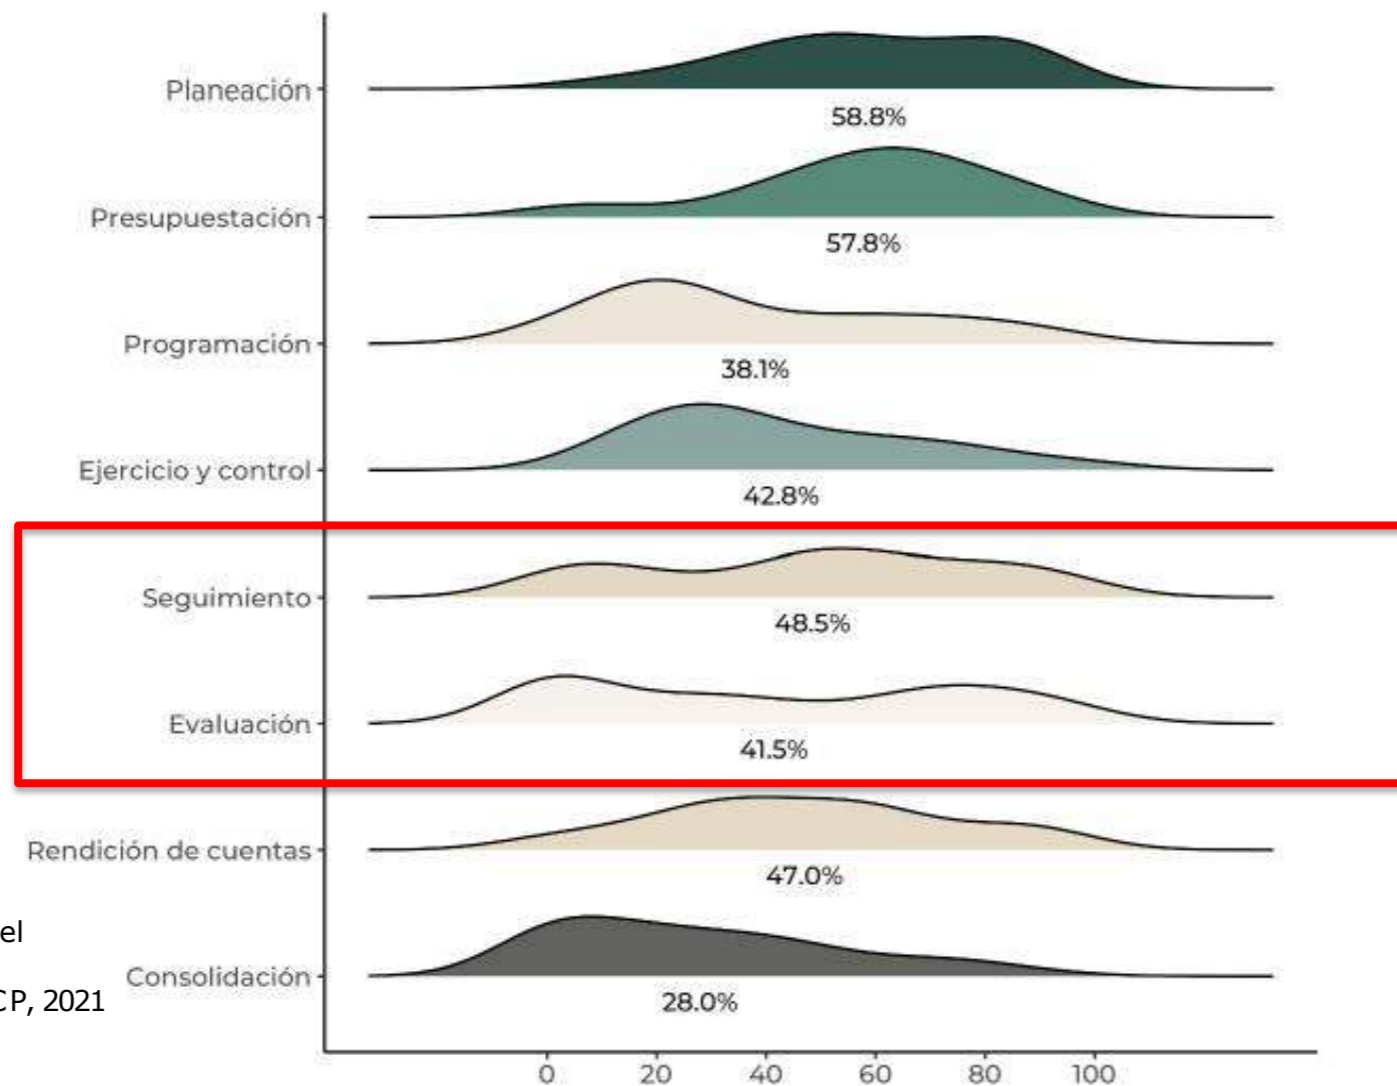 Planeación
58.8%
Presupuestación
57.8%
Programación
38.1%
Ejercicio y control
42.8%
Seguimiento
48.5%
Evaluación
41.5%
Rendición de cuentas
47.0%
el
Consolidación
CP, 2021
28.0%
0 20 40 60 80 100